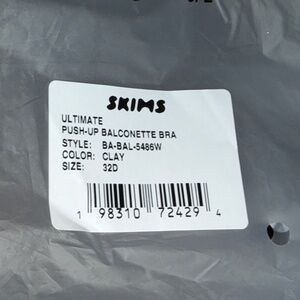 SKIMS
ULTIMATE
PUSH-UP BALCONETTE BRA
STYLE: BA-BAL-5486W
COLOR: CLAY
SIZE: 32D
1 98310 72429 4